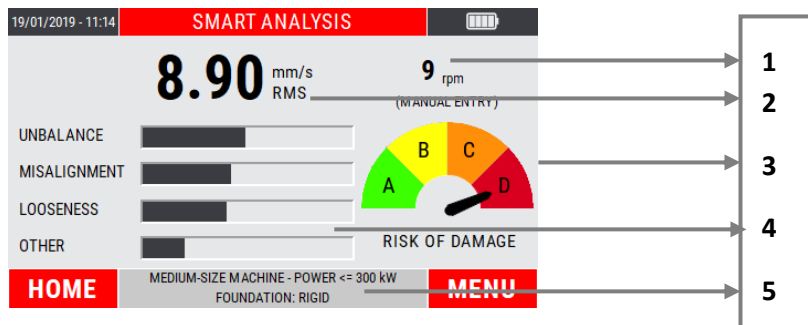 19/01/2019 - 11:14 SMART ANALYSIS
8.90 mm/s RMS
9 rpm
(MANUAL ENTRY)
1
2
UNBALANCE
MISALIGNMENT
LOOSENESS
OTHER
A B C D
RISK OF DAMAGE
3
4
HOME
MEDIUM-SIZE MACHINE - POWER <= 300 kW
FOUNDATION: RIGID
MENU
5